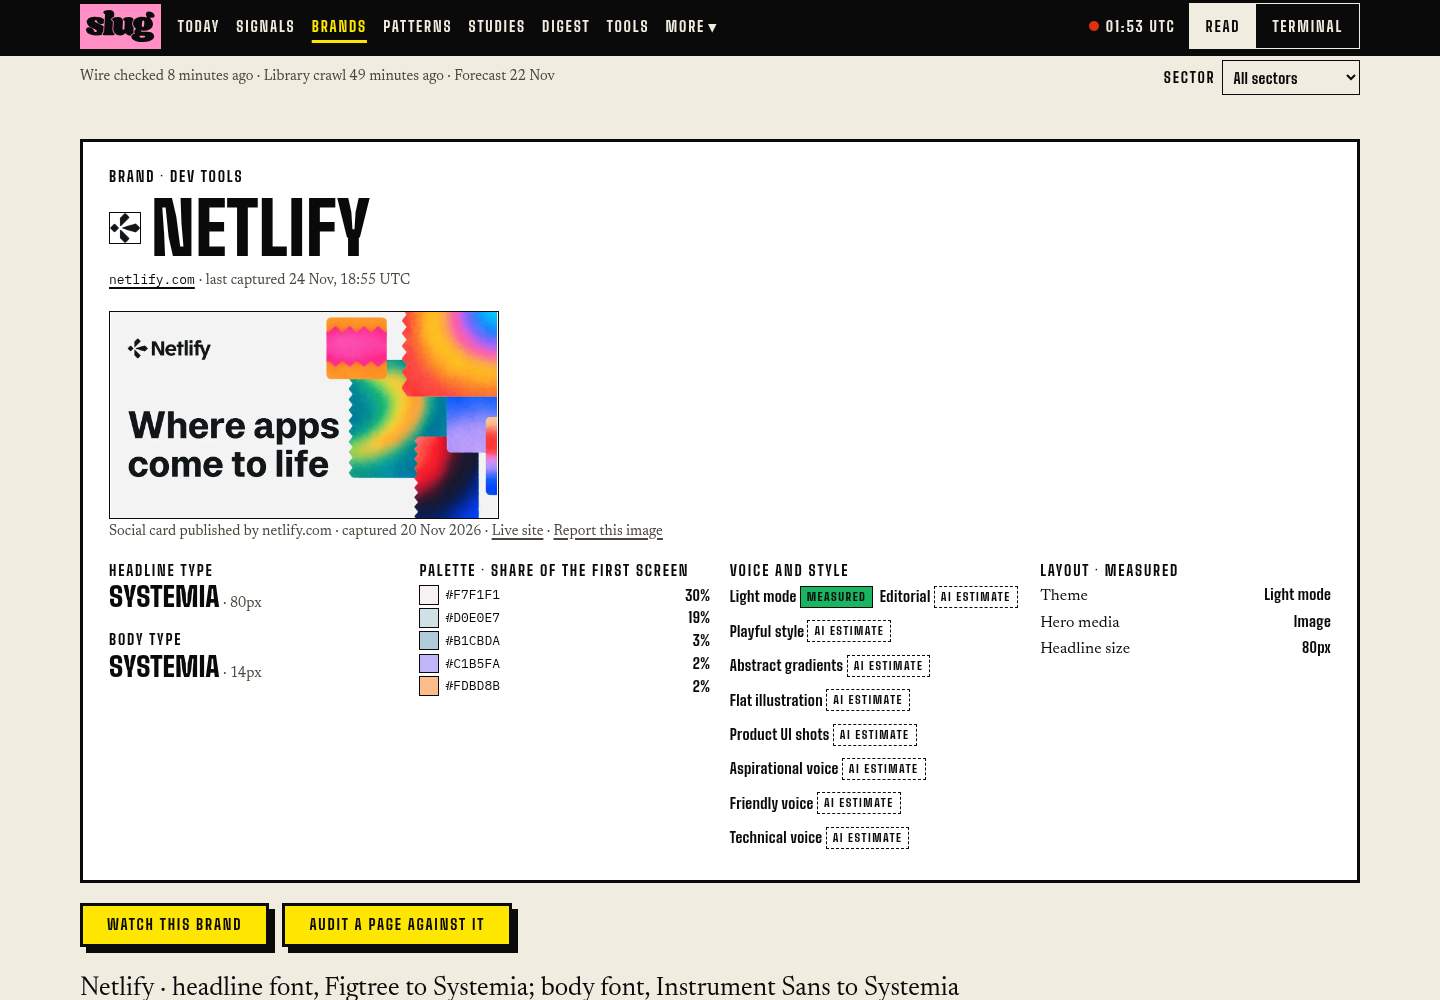 slug TODAY SIGNALS BRANDS PATTERNS STUDIES DIGEST TOOLS MORE ▾ 01:53 UTC READ TERMINAL
Wire checked 8 minutes ago · Library crawl 49 minutes ago · Forecast 22 Nov
SECTOR All sectors
BRAND · DEV TOOLS
NETLIFY
netlify.com · last captured 24 Nov, 18:55 UTC
Netlify
Where apps
come to life
Social card published by netlify.com · captured 20 Nov 2026 · Live site · Report this image
HEADLINE TYPE
SYSTEMIA · 80px
BODY TYPE
SYSTEMIA · 14px
PALETTE · SHARE OF THE FIRST SCREEN
#F7F1F1 30%
#D0E0E7 19%
#B1CBDA 3%
#C1B5FA 2%
#FDBD8B 2%
VOICE AND STYLE
Light mode MEASURED Editorial AI ESTIMATE
Playful style AI ESTIMATE
Abstract gradients AI ESTIMATE
Flat illustration AI ESTIMATE
Product UI shots AI ESTIMATE
Aspirational voice AI ESTIMATE
Friendly voice AI ESTIMATE
Technical voice AI ESTIMATE
LAYOUT · MEASURED
Theme Light mode
Hero media Image
Headline size 80px
WATCH THIS BRAND
AUDIT A PAGE AGAINST IT
Netlify · headline font, Figtree to Systemia; body font, Instrument Sans to Systemia